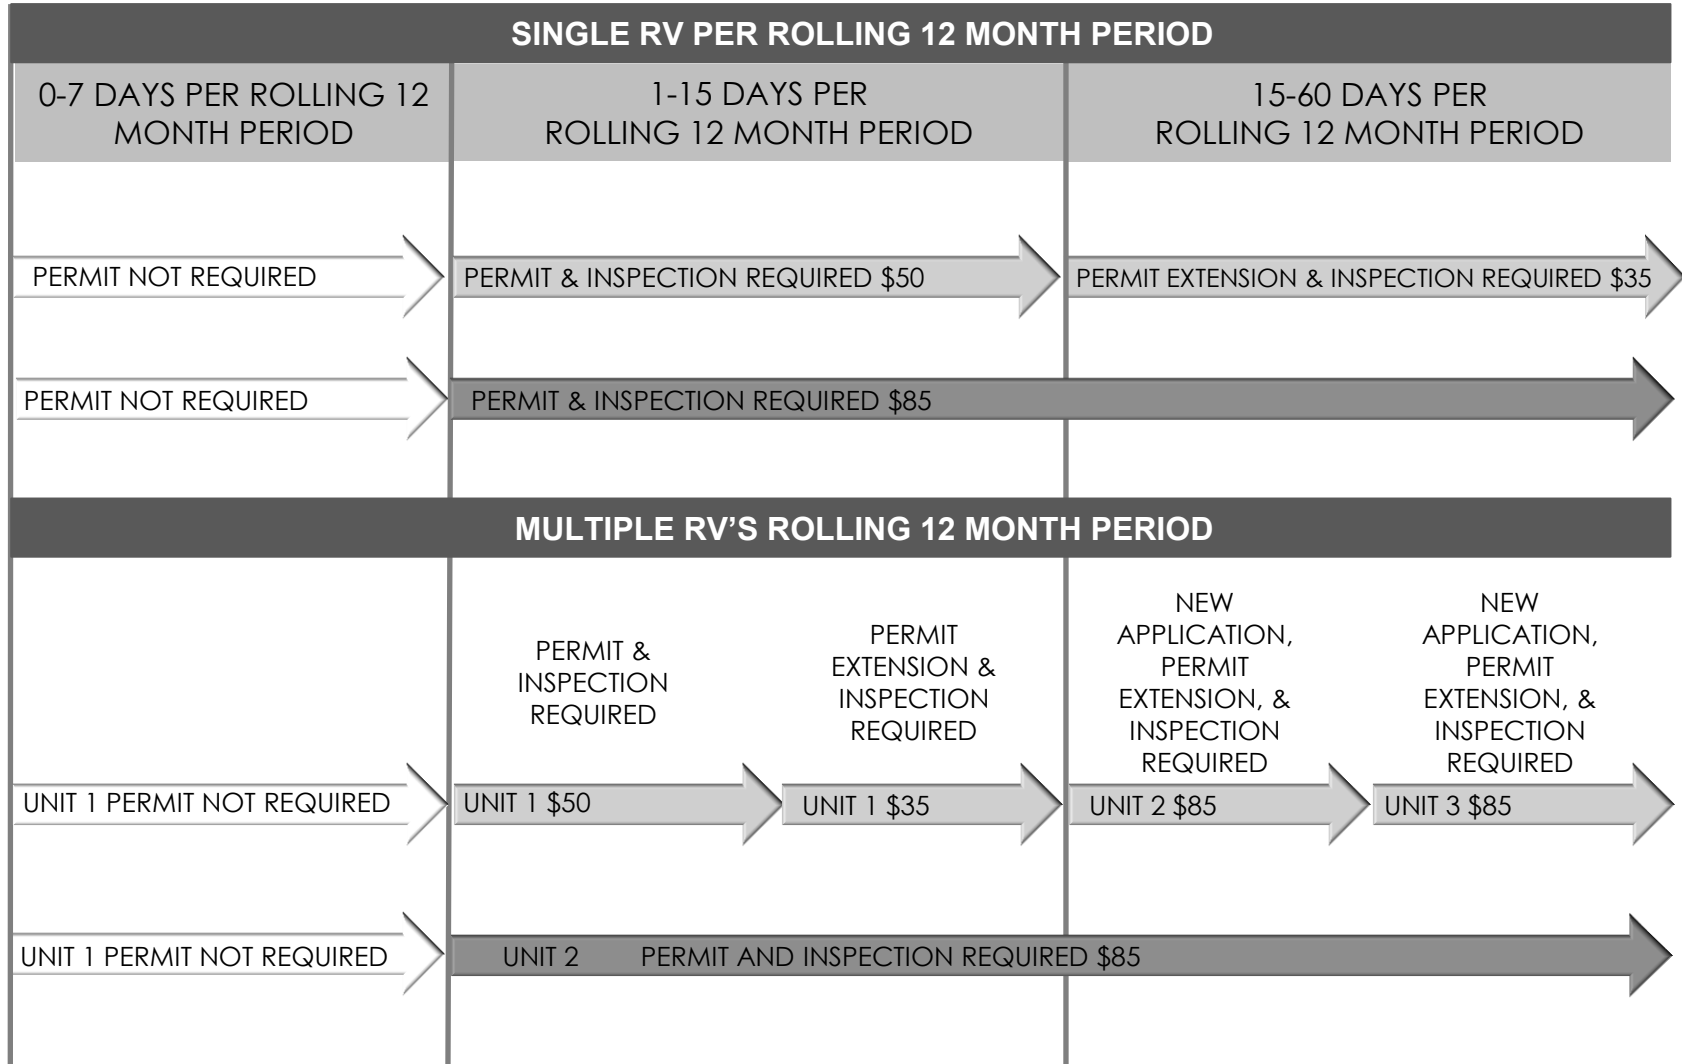 SINGLE RV PER ROLLING 12 MONTH PERIOD
0-7 DAYS PER ROLLING 12
MONTH PERIOD
1-15 DAYS PER
ROLLING 12 MONTH PERIOD
15-60 DAYS PER
ROLLING 12 MONTH PERIOD
PERMIT NOT REQUIRED
PERMIT & INSPECTION REQUIRED $50
PERMIT EXTENSION & INSPECTION REQUIRED $35
PERMIT NOT REQUIRED
PERMIT & INSPECTION REQUIRED $85
MULTIPLE RV’S ROLLING 12 MONTH PERIOD
PERMIT &
INSPECTION
REQUIRED
PERMIT
EXTENSION &
INSPECTION
REQUIRED
NEW
APPLICATION,
PERMIT
EXTENSION, &
INSPECTION
REQUIRED
NEW
APPLICATION,
PERMIT
EXTENSION, &
INSPECTION
REQUIRED
UNIT 1 PERMIT NOT REQUIRED
UNIT 1 $50
UNIT 1 $35
UNIT 2 $85
UNIT 3 $85
UNIT 1 PERMIT NOT REQUIRED
UNIT 2 PERMIT AND INSPECTION REQUIRED $85